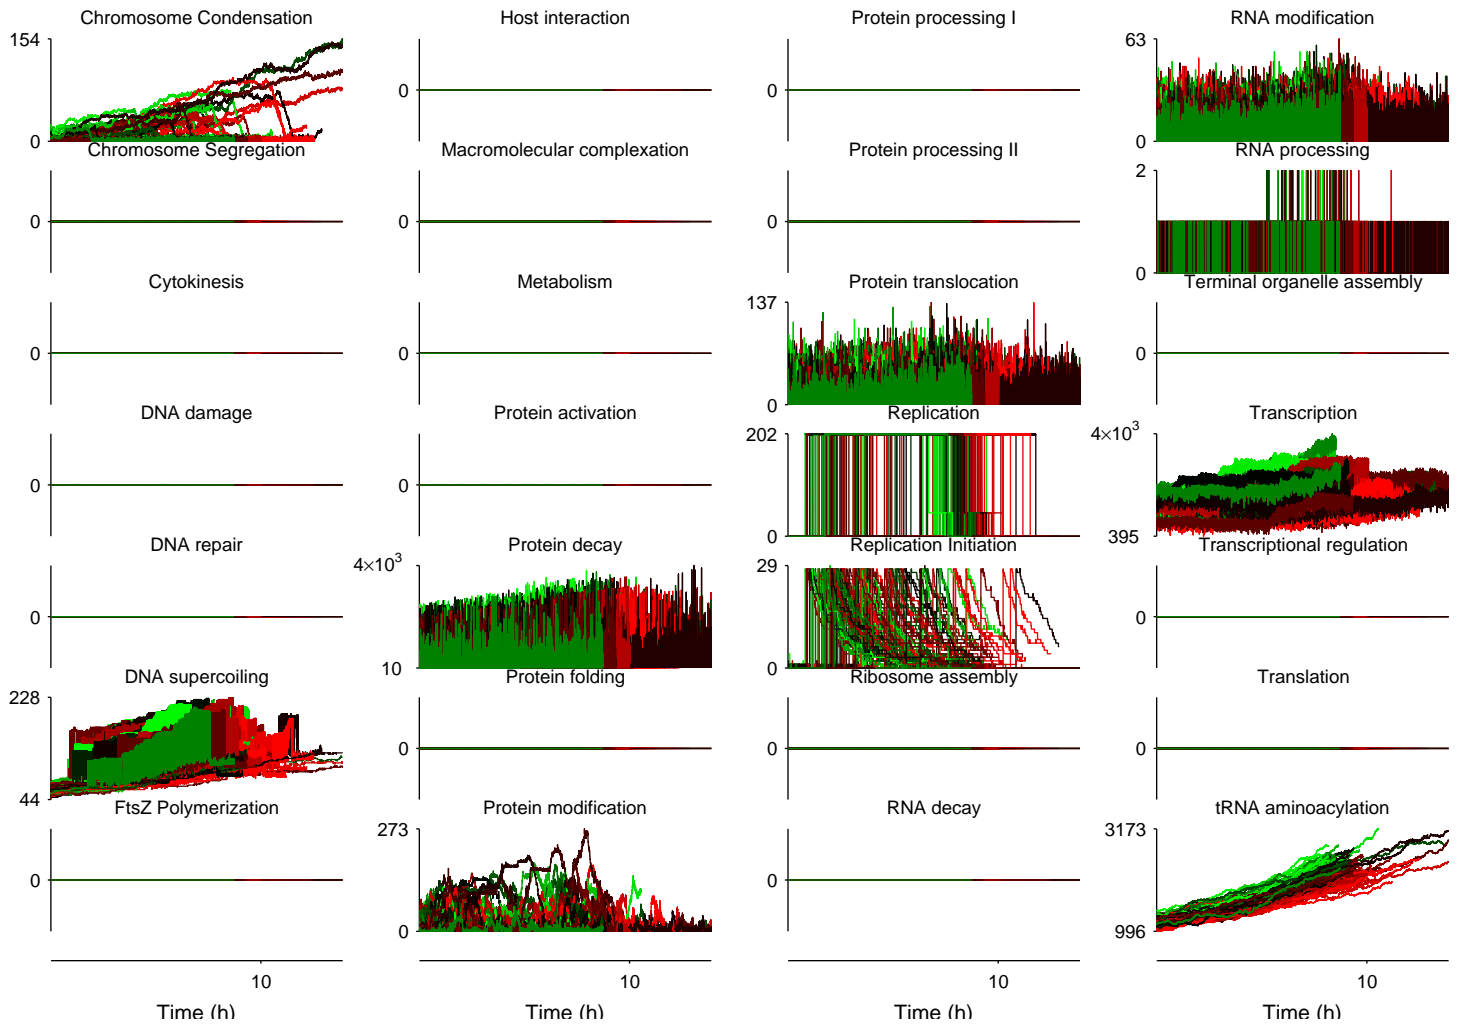 Chromosome Condensation
154
0
Chromosome Segregation
0
Cytokinesis
0
DNA damage
0
DNA repair
0
DNA supercoiling
228
44
FtsZ Polymerization
0
10
Time (h)
Host interaction
0
Macromolecular complexation
0
Metabolism
0
Protein activation
0
Protein decay
4×10³
10
Protein folding
0
Protein modification
273
0
10
Time (h)
Protein processing I
0
Protein processing II
0
Protein translocation
137
0
Replication
202
0
Replication Initiation
29
0
Ribosome assembly
0
RNA decay
0
10
Time (h)
RNA modification
63
0
RNA processing
2
0
Terminal organelle assembly
0
Transcription
4×10³
395
Transcriptional regulation
0
Translation
0
tRNA aminoacylation
3173
996
10
Time (h)